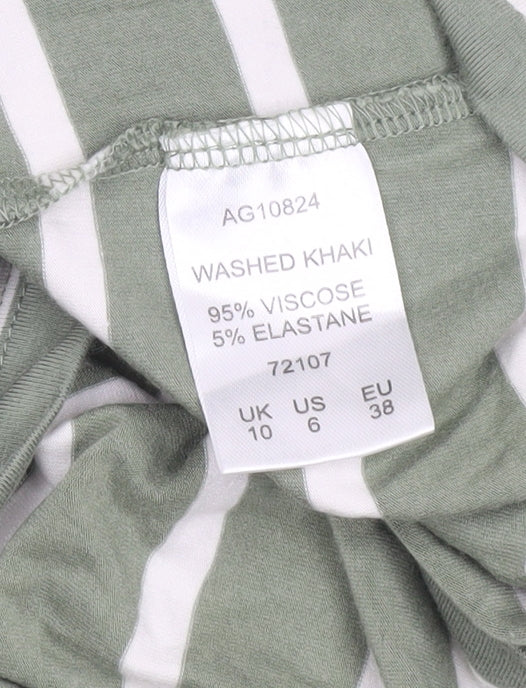 AG10824
WASHED KHAKI
95% VISCOSE
5% ELASTANE
72107
UK US EU
10 6 38